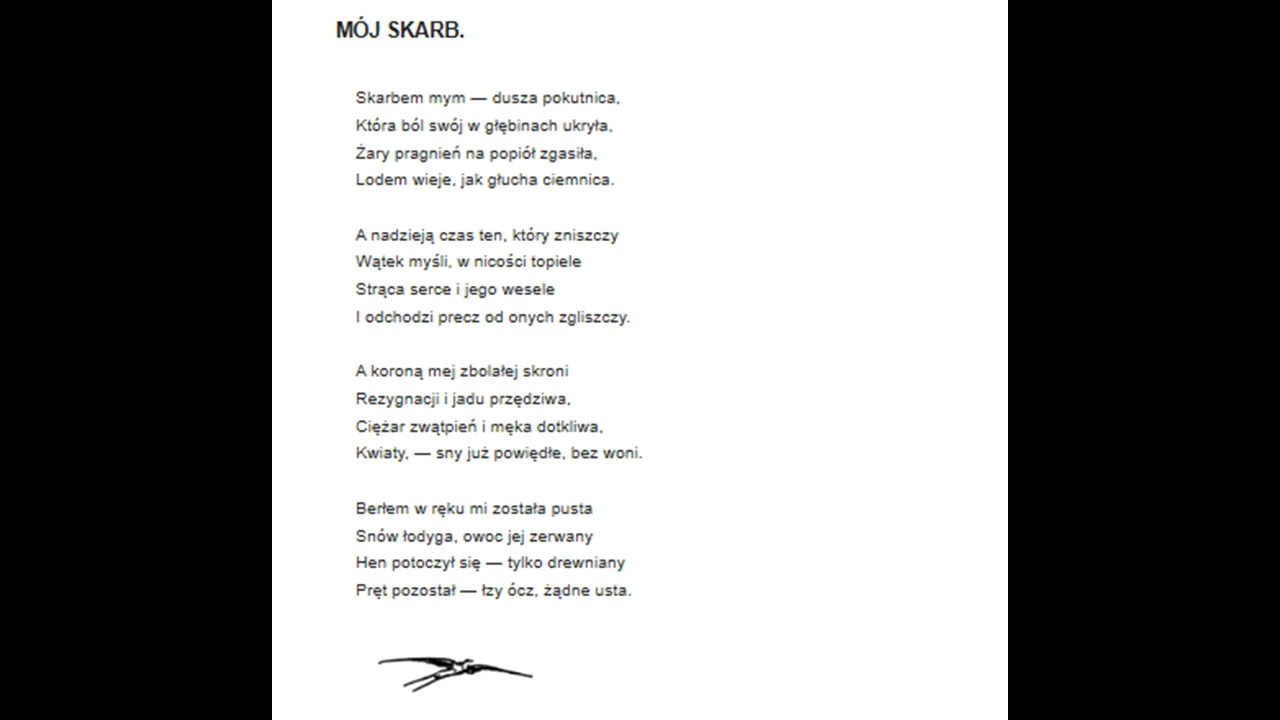 MÓJ SKARB.
Skarbem mym — dusza pokutnica,
Która ból swój w głębinach ukryła,
Żary pragnień na popiół zgasiła,
Lodem wieje, jak głucha ciemnica.
A nadzieją czas ten, który zniszczy
Wątek myśli, w nicości topiele
Strąca serce i jego wesele
I odchodzi precz od onych zgliszczy.
A koroną mej zbolałej skroni
Rezygnacji i jadu przędziwa,
Ciężar zwątpień i męka dotkliwa,
Kwiaty, — sny już powiędłe, bez woni.
Berłem w ręku mi została pusta
Snów łodyga, owoc jej zerwany
Hen potoczył się — tylko drewniany
Pręt pozostał — łzy ócz, żądne usta.